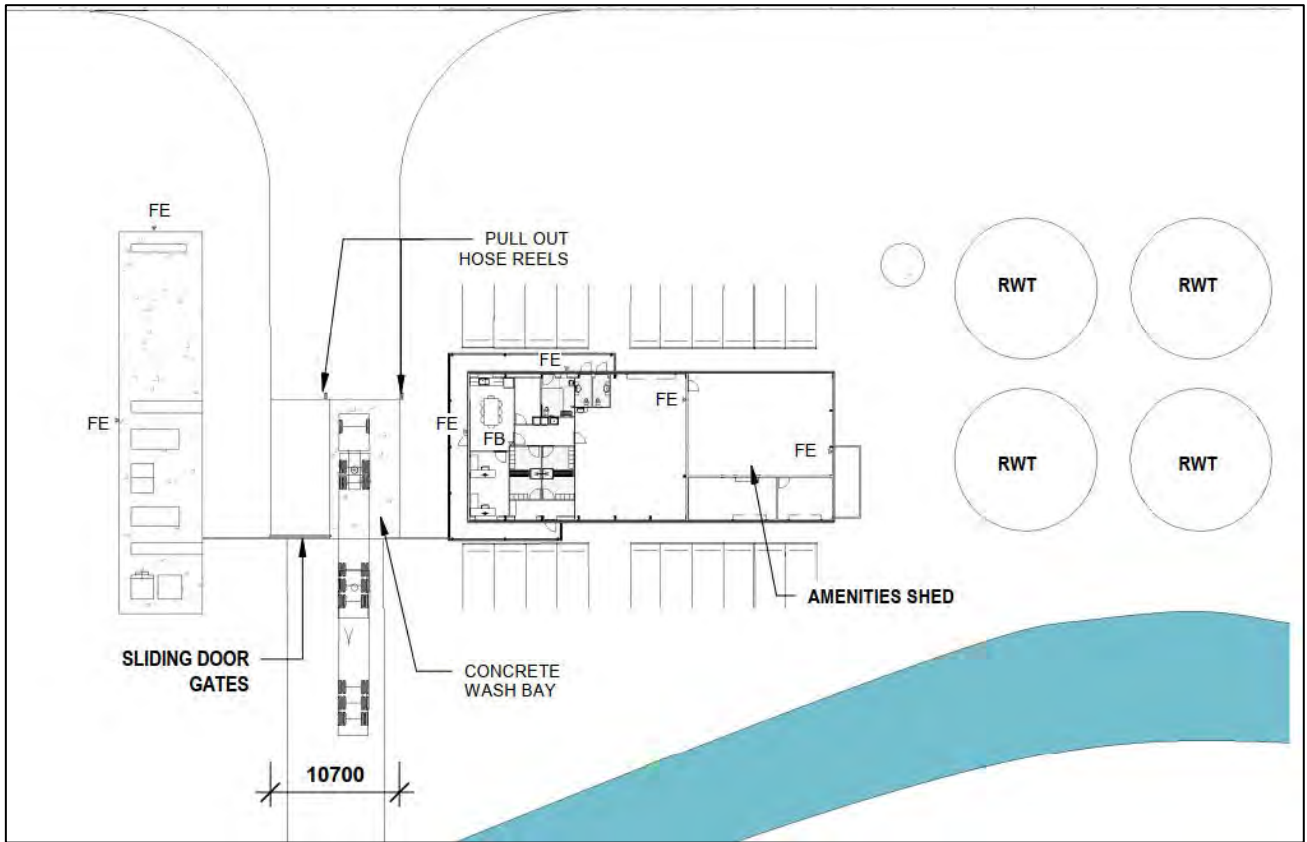 FE
PULL OUT
HOSE REELS
RWT
RWT
FE
FE
FE
FE
FB
FE
RWT
RWT
AMENITIES SHED
SLIDING DOOR
GATES
CONCRETE
WASH BAY
10700